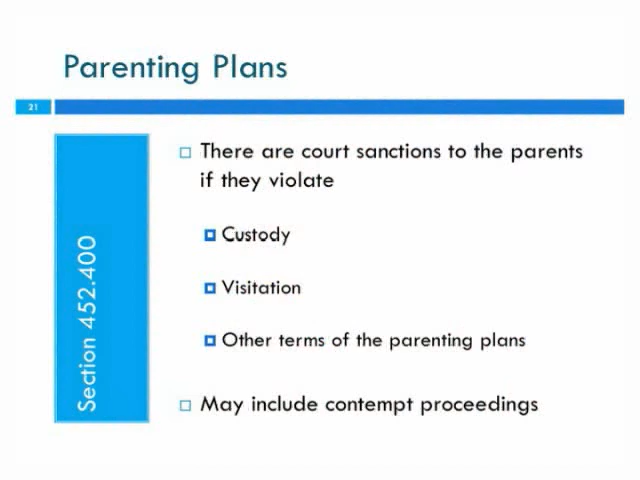 Parenting Plans
21
Section 452.400
There are court sanctions to the parents
if they violate
Custody
Visitation
Other terms of the parenting plans
May include contempt proceedings